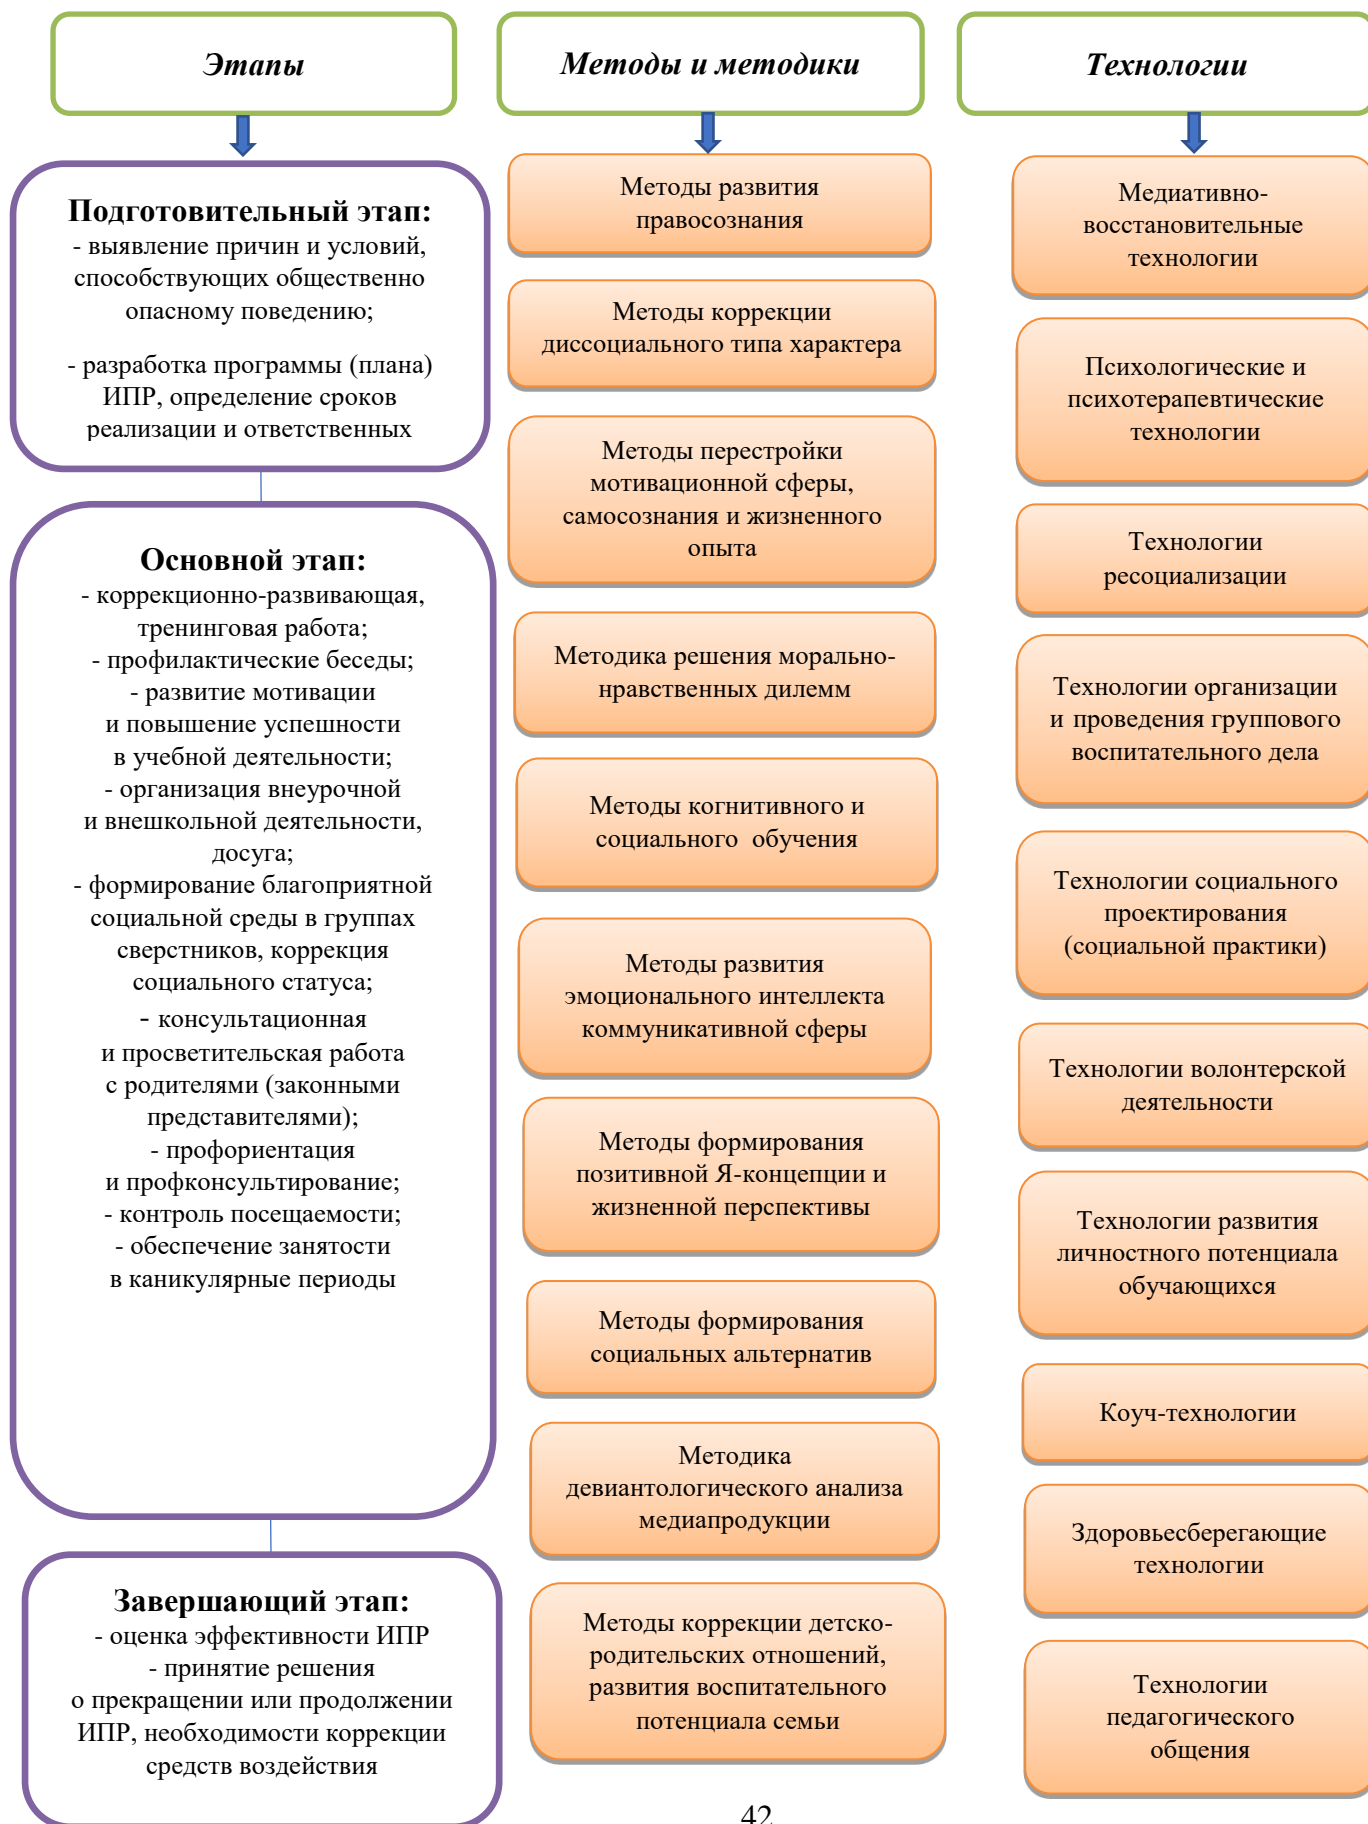 Этапы
Подготовительный этап:
- выявление причин и условий,
способствующих общественно
опасному поведению;
- разработка программы (плана)
ИПР, определение сроков
реализации и ответственных
Основной этап:
- коррекционно-развивающая,
тренинговая работа;
- профилактические беседы;
- развитие мотивации
и повышение успешности
в учебной деятельности;
- организация внеурочной
и внешкольной деятельности,
досуга;
- формирование благоприятной
социальной среды в группах
сверстников, коррекция
социального статуса;
- консультационная
и просветительская работа
с родителями (законными
представителями);
- профориентация
и профконсультирование;
- контроль посещаемости;
- обеспечение занятости
в каникулярные периоды
Завершающий этап:
- оценка эффективности ИПР
- принятие решения
о прекращении или продолжении
ИПР, необходимости коррекции
средств воздействия
Методы и методики
Методы развития
правосознания
Методы коррекции
диссоциального типа характера
Методы перестройки
мотивационной сферы,
самосознания и жизненного
опыта
Методика решения морально-
нравственных дилемм
Методы когнитивного и
социального обучения
Методы развития
эмоционального интеллекта
коммуникативной сферы
Методы формирования
позитивной Я-концепции и
жизненной перспективы
Методы формирования
социальных альтернатив
Методика
девиантологического анализа
медиапродукции
Методы коррекции детско-
родительских отношений,
развития воспитательного
потенциала семьи
Технологии
Медиативно-
восстановительные
технологии
Психологические и
психотерапевтические
технологии
Технологии
ресоциализации
Технологии организации
и проведения группового
воспитательного дела
Технологии социального
проектирования
(социальной практики)
Технологии волонтерской
деятельности
Технологии развития
личностного потенциала
обучающихся
Коуч-технологии
Здоровьесберегающие
технологии
Технологии
педагогического
общения
42